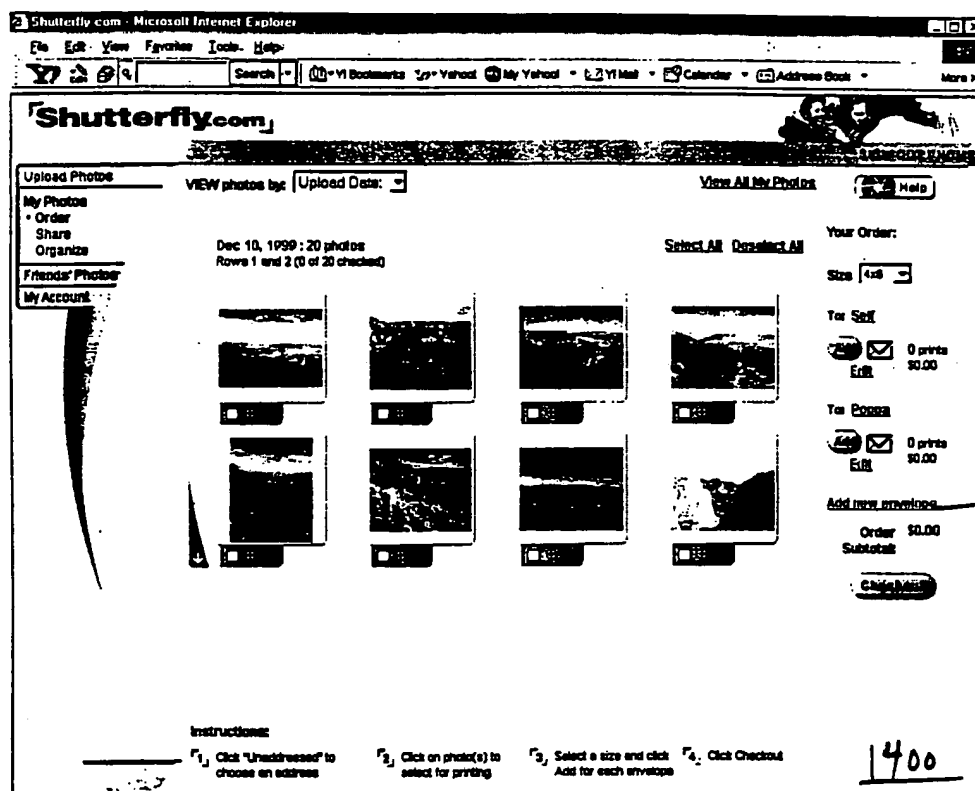 Shutterfly.com - Microsoft Internet Explorer
File Edit View Favorites Tools Help
Search Y! Bookmarks Yahoo! My Yahoo! Y! Mail Calendar Address Book More
Shutterfly.com
Upload Photos
My Photos
• Order
Share
Organize
Friends' Photos
My Account
VIEW photos by: Upload Date:
View All My Photos
Help
Dec 10, 1999 : 20 photos
Rows 1 and 2 (0 of 20 checked)
Select All Deselect All
Your Order:
Size 4x6
To: Self
Add
0 prints
$0.00
Edit
To: Poppa
Add
0 prints
$0.00
Edit
Add new envelope
Order Subtotal: $0.00
Checkout
Instructions:
1 Click "Unaddressed" to choose an address
2 Click on photo(s) to select for printing
3 Select a size and click Add for each envelope
4 Click Checkout
1400